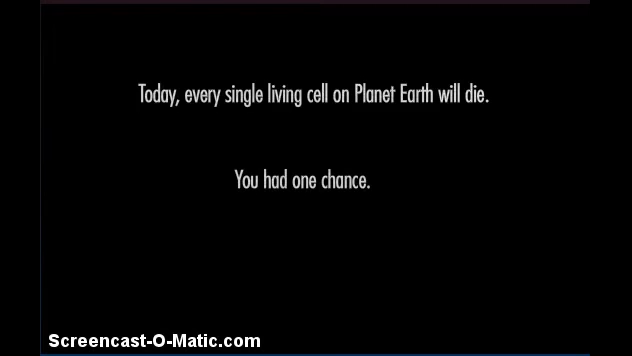 Today, every single living cell on Planet Earth will die.
You had one chance.
Screencast-O-Matic.com